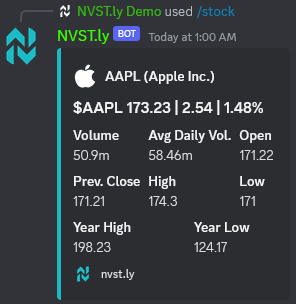 NVST.ly Demo used /stock
NVST.ly BOT Today at 1:00 AM
AAPL (Apple Inc.)
$AAPL 173.23 | 2.54 | 1.48%
Volume Avg Daily Vol. Open
50.9m 58.46m 171.22
Prev. Close High Low
171.21 174.3 171
Year High Year Low
198.23 124.17
nvst.ly